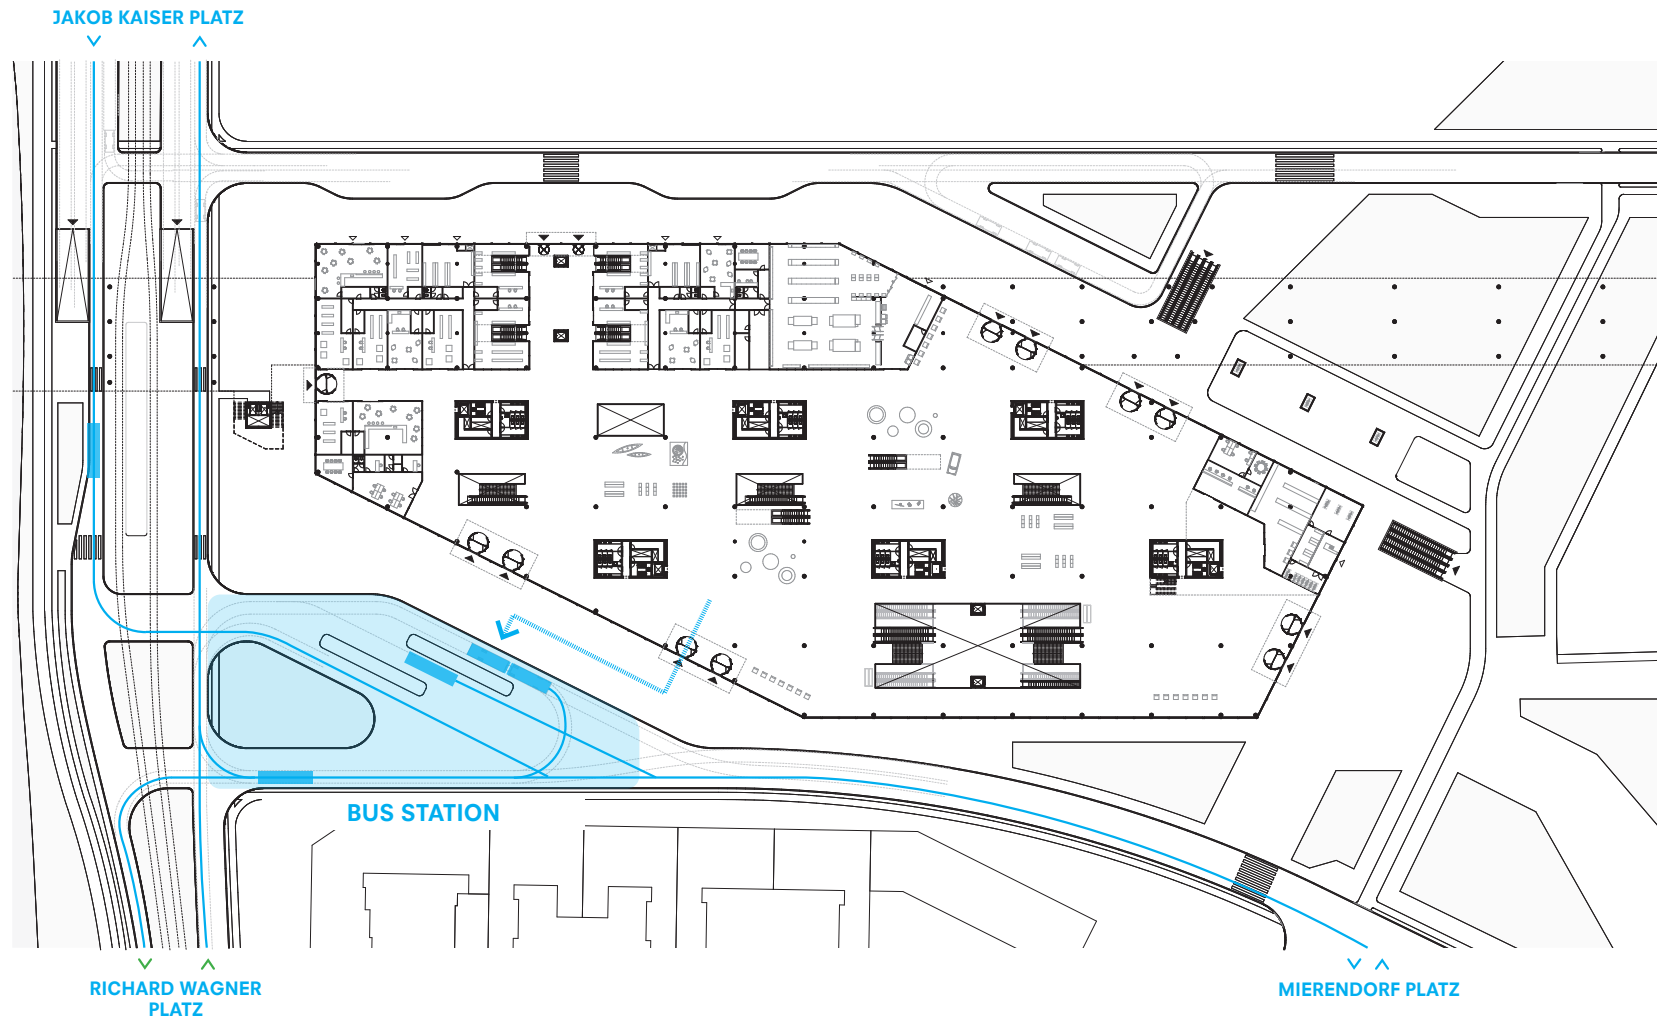 JAKOB KAISER PLATZ
BUS STATION
RICHARD WAGNER
PLATZ
MIERENDORF PLATZ